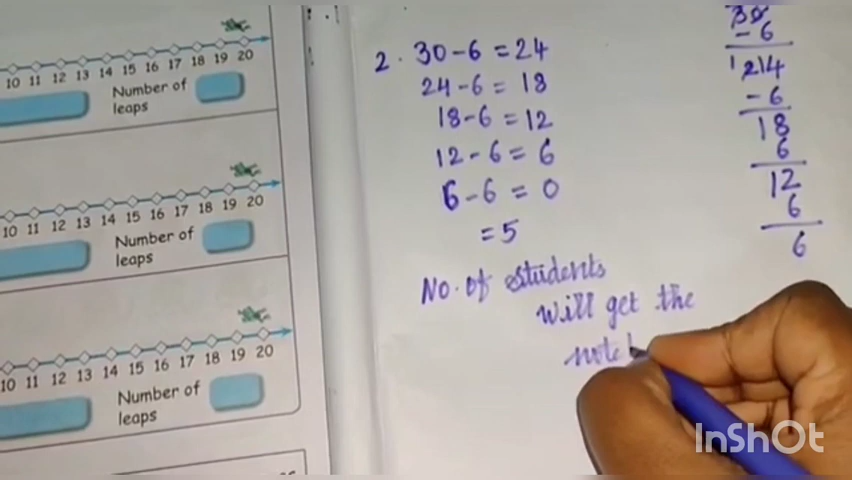 10 11 12 13 14 15 16 17 18 19 20
Number of
leaps
10 11 12 13 14 15 16 17 18 19 20
Number of
leaps
10 11 12 13 14 15 16 17 18 19 20
Number of
leaps
2. 30-6=24
24-6=18
18-6=12
12-6=6
6-6=0
=5
No. of students
will get the
note
30
-6
1214
-6
18
6
12
6
6
InShOt